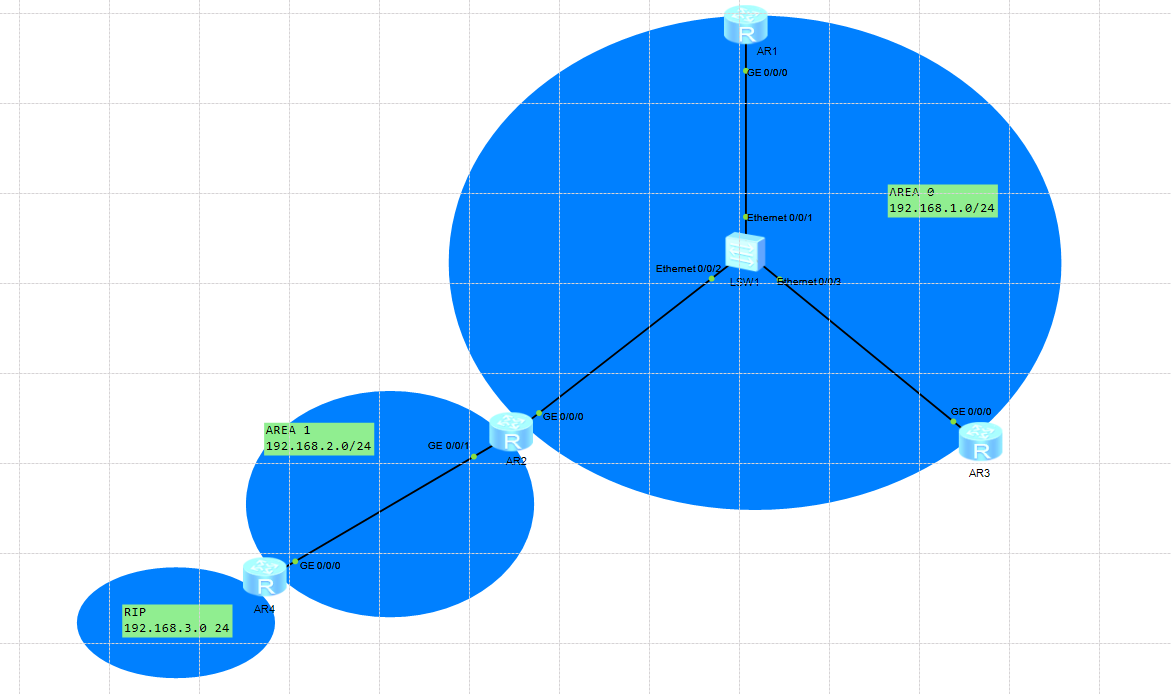 R
AR1
GE 0/0/0
AREA 0
192.168.1.0/24
Ethernet 0/0/1
Ethernet 0/0/2
LSW1
Ethernet 0/0/3
GE 0/0/0
GE 0/0/0
R
AR3
AREA 1
192.168.2.0/24
GE 0/0/1
R
AR2
GE 0/0/0
R
AR4
RIP
192.168.3.0 24